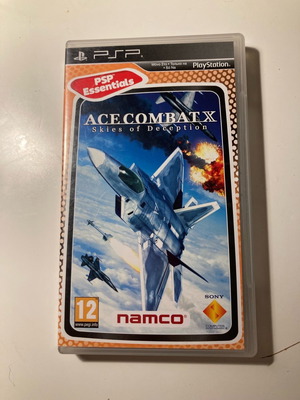 PSP
PlayStation.
PSP
Essentials
ACE COMBAT X
Skies of Deception
12
www.pegi.info
namco
SONY